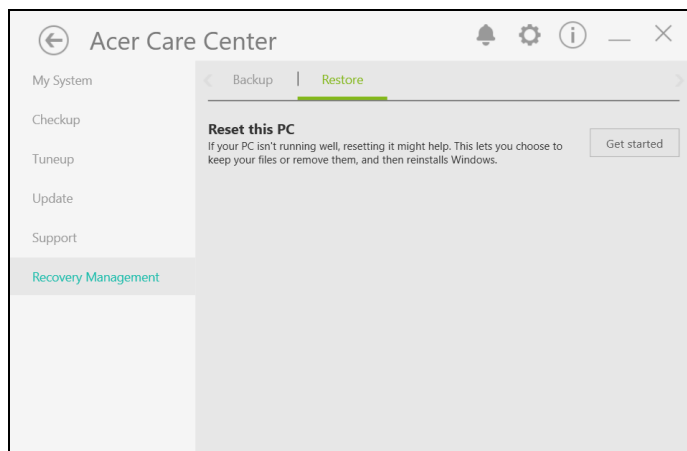 Acer Care Center
My System
Checkup
Tuneup
Update
Support
Recovery Management
Backup | Restore
Reset this PC
If your PC isn't running well, resetting it might help. This lets you choose to
keep your files or remove them, and then reinstalls Windows.
Get started